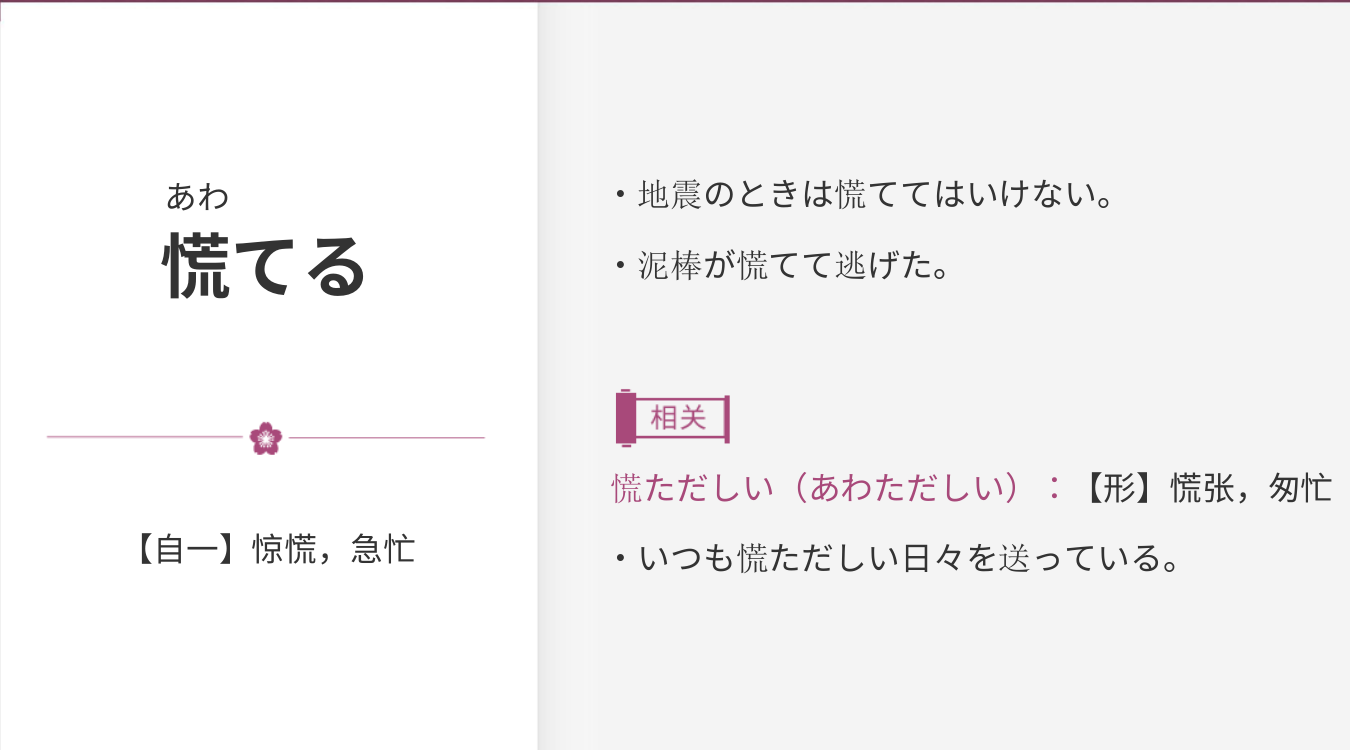 あわ
慌てる
【自一】惊慌，急忙
・地震のときは慌ててはいけない。
・泥棒が慌てて逃げた。
相关
慌ただしい（あわただしい）：【形】慌张，匆忙
・いつも慌ただしい日々を送っている。